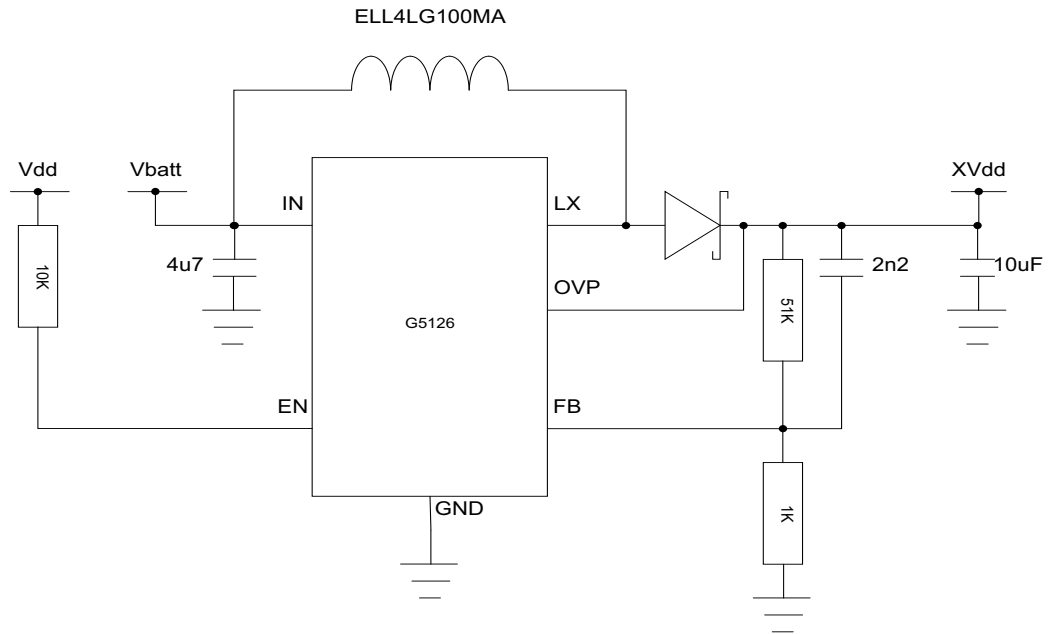 ELL4LG100MA
Vdd
Vbatt
XVdd
IN
LX
10K
4u7
OVP
51K
2n2
10uF
G5126
EN
FB
GND
1K